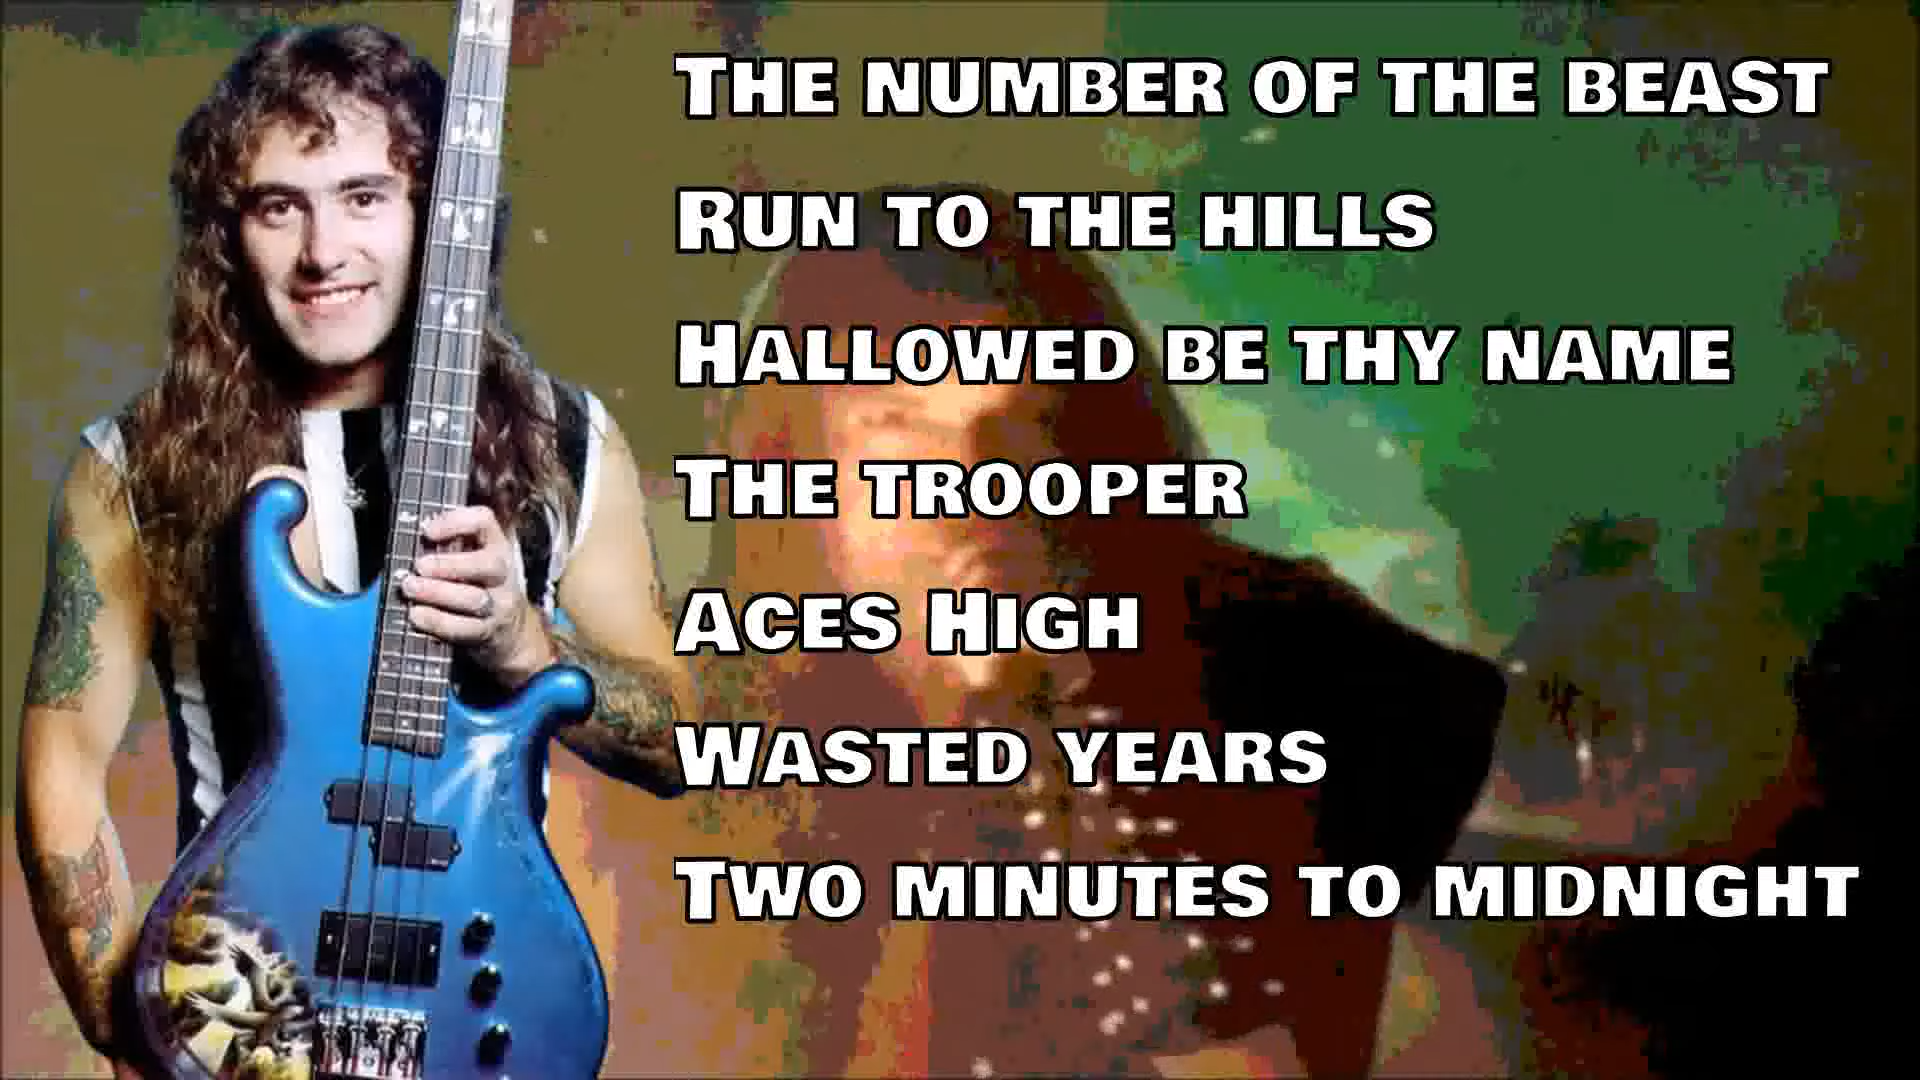 The number of the beast
Run to the hills
Hallowed be thy name
The trooper
Aces High
Wasted years
Two minutes to midnight